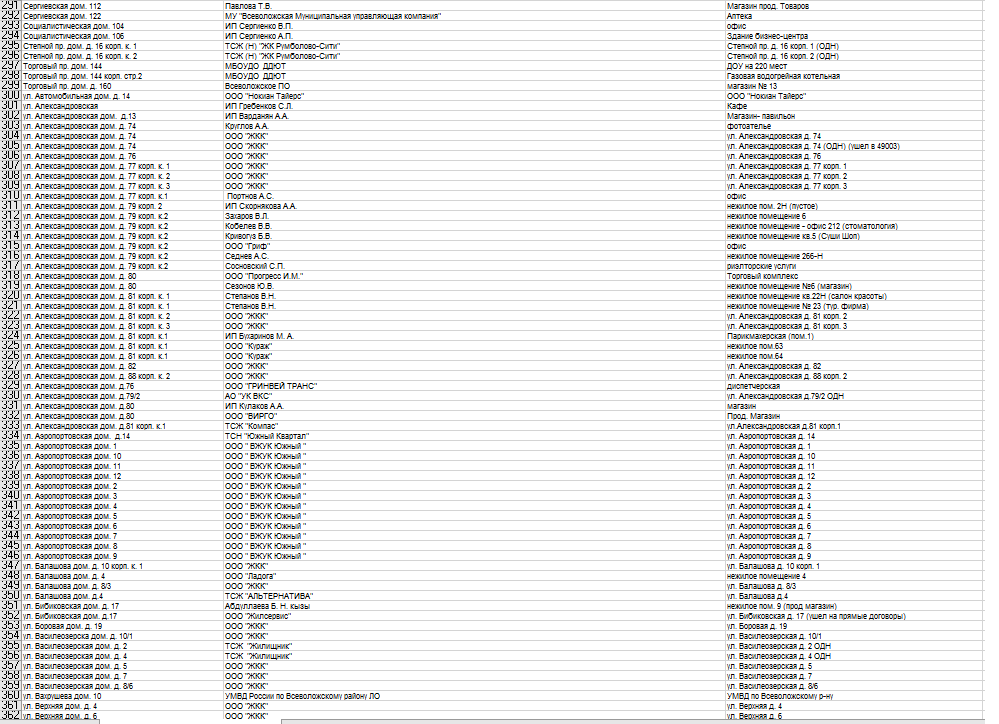 291 Сергиевская дом. 112 Павлова Т.В. Магазин прод. Товаров
292 Сергиевская дом. 122 МУ "Всеволожская Муниципальная управляющая компания" Аптека
293 Социалистическая дом. 104 ИП Сергиенко В.П. офис
294 Социалистическая дом. 106 ИП Сергиенко А.П. Здание бизнес-центра
295 Степной пр. дом. д. 16 корп. к. 1 ТСЖ (Н) "ЖК Румболово-Сити" Степной пр. д. 16 корп. 1 (ОДН)
296 Степной пр. дом. д. 16 корп. к. 2 ТСЖ (Н) "ЖК Румболово-Сити" Степной пр. д. 16 корп. 2 (ОДН)
297 Торговый пр. дом. 144 МБОУДО ДДЮТ ДОУ на 220 мест
298 Торговый пр. дом. 144 корп. стр.2 МБОУДО ДДЮТ Газовая водогрейная котельная
299 Торговый пр. дом. д. 160 Всеволожское ПО магазин № 13
300 ул. Автомобильная дом. д. 14 ООО "Нокиан Тайерс" ООО "Нокиан Тайерс"
301 ул. Александровская ИП Гребенков С.Л. Кафе
302 ул. Александровская дом. д.13 ИП Варданян А.А. Магазин- павильон
303 ул. Александровская дом. д. 74 Круглов А.А. фотоателье
304 ул. Александровская дом. д. 74 ООО "ЖКК" ул. Александровская д. 74
305 ул. Александровская дом. д. 74 ООО "ЖКК" ул. Александровская д. 74 (ОДН) (ушел в 49003)
306 ул. Александровская дом. д. 76 ООО "ЖКК" ул. Александровская д. 76
307 ул. Александровская дом. д. 77 корп. к. 1 ООО "ЖКК" ул. Александровская д. 77 корп. 1
308 ул. Александровская дом. д. 77 корп. к. 2 ООО "ЖКК" ул. Александровская д. 77 корп. 2
309 ул. Александровская дом. д. 77 корп. к. 3 ООО "ЖКК" ул. Александровская д. 77 корп. 3
310 ул. Александровская дом. д. 77 корп. к.1 Портнов А.С. офис
311 ул. Александровская дом. д. 79 корп. 2 ИП Скорнякова А.А. нежилое пом. 2Н (пустое)
312 ул. Александровская дом. д. 79 корп. к.2 Захаров В.Л. нежилое помещение 6
313 ул. Александровская дом. д. 79 корп. к.2 Кобелев В.В. нежилое помещение - офис 212 (стоматология)
314 ул. Александровская дом. д. 79 корп. к.2 Кривогуз Б.В. нежилое помещение кв.5 (Суши Шоп)
315 ул. Александровская дом. д. 79 корп. к.2 ООО "Гриф" офис
316 ул. Александровская дом. д. 79 корп. к.2 Седнев А.С. нежилое помещение 266-Н
317 ул. Александровская дом. д. 79 корп. к.2 Сосновский С.П. риэлторские услуги
318 ул. Александровская дом. д. 80 ООО "Прогресс И.М." Торговый комплекс
319 ул. Александровская дом. д. 80 Сезонов Ю.В. нежилое помещение №6 (магазин)
320 ул. Александровская дом. д. 81 корп. к. 1 Степанов В.Н. нежилое помещение кв.22Н (салон красоты)
321 ул. Александровская дом. д. 81 корп. к. 1 Степанов В.Н. нежилое помещение № 23 (тур. фирма)
322 ул. Александровская дом. д. 81 корп. к. 2 ООО "ЖКК" ул. Александровская д. 81 корп. 2
323 ул. Александровская дом. д. 81 корп. к. 3 ООО "ЖКК" ул. Александровская д. 81 корп. 3
324 ул. Александровская дом. д. 81 корп. к.1 ИП Бухаринов М. А. Парикмахерская (пом.1)
325 ул. Александровская дом. д. 81 корп. к.1 ООО "Кураж" нежилое пом.63
326 ул. Александровская дом. д. 81 корп. к.1 ООО "Кураж" нежилое пом.64
327 ул. Александровская дом. д. 82 ООО "ЖКК" ул. Александровская д. 82
328 ул. Александровская дом. д. 88 корп. к. 2 ООО "ЖКК" ул. Александровская д. 88 корп. 2
329 ул. Александровская дом. д.76 ООО "ГРИНВЕЙ ТРАНС" диспетчерская
330 ул. Александровская дом. д.79/2 АО "УК ВКС" ул. Александровская д.79/2 ОДН
331 ул. Александровская дом. д.80 ИП Кулаков А.А. магазин
332 ул. Александровская дом. д.80 ООО "ВИРГО" Прод. Магазин
333 ул. Александровская дом. д.81 корп. к.1 ТСЖ "Компас" ул.Александровская д.81 корп.1
334 ул. Аэропортовская дом. д.14 ТСН "Южный Квартал" ул. Аэропортовская д. 14
335 ул. Аэропортовская дом. 1 ООО " ВЖУК Южный " ул. Аэропортовская д. 1
336 ул. Аэропортовская дом. 10 ООО " ВЖУК Южный " ул. Аэропортовская д. 10
337 ул. Аэропортовская дом. 11 ООО " ВЖУК Южный " ул. Аэропортовская д. 11
338 ул. Аэропортовская дом. 12 ООО " ВЖУК Южный " ул. Аэропортовская д. 12
339 ул. Аэропортовская дом. 2 ООО " ВЖУК Южный " ул. Аэропортовская д. 2
340 ул. Аэропортовская дом. 3 ООО " ВЖУК Южный " ул. Аэропортовская д. 3
341 ул. Аэропортовская дом. 4 ООО " ВЖУК Южный " ул. Аэропортовская д. 4
342 ул. Аэропортовская дом. 5 ООО " ВЖУК Южный " ул. Аэропортовская д. 5
343 ул. Аэропортовская дом. 6 ООО " ВЖУК Южный " ул. Аэропортовская д. 6
344 ул. Аэропортовская дом. 7 ООО " ВЖУК Южный " ул. Аэропортовская д. 7
345 ул. Аэропортовская дом. 8 ООО " ВЖУК Южный " ул. Аэропортовская д. 8
346 ул. Аэропортовская дом. 9 ООО " ВЖУК Южный " ул. Аэропортовская д. 9
347 ул. Балашова дом. д. 10 корп. к. 1 ООО "ЖКК" ул. Балашова д. 10 корп. 1
348 ул. Балашова дом. д. 4 ООО "Ладога" нежилое помещение 4
349 ул. Балашова дом. д. 8/3 ООО "ЖКК" ул. Балашова д. 8/3
350 ул. Балашова дом. д.4 ТСЖ "АЛЬТЕРНАТИВА" ул. Балашова д.4
351 ул. Бибиковская дом. д. 17 Абдуллаева Б. Н. кызы нежилое пом. 9 (прод магазин)
352 ул. Бибиковская дом. д.17 ООО "Жилсервис" ул. Бибиковская д. 17 (ушел на прямые договоры)
353 ул. Боровая дом. д. 19 ООО "ЖКК" ул. Боровая д. 19
354 ул. Василеозерска дом. д. 10/1 ООО "ЖКК" ул. Василеозерская д. 10/1
355 ул. Василеозерская дом. д. 2 ТСЖ "Жилищник" ул. Василеозерская д. 2 ОДН
356 ул. Василеозерская дом. д. 4 ТСЖ "Жилищник" ул. Василеозерская д. 4 ОДН
357 ул. Василеозерская дом. д. 5 ООО "ЖКК" ул. Василеозерская д. 5
358 ул. Василеозерская дом. д. 7 ООО "ЖКК" ул. Василеозерская д. 7
359 ул. Василеозерская дом. д. 8/6 ООО "ЖКК" ул. Василеозерская д. 8/6
360 ул. Вахрушева дом. 10 УМВД России по Всеволожскому району ЛО УМВД по Всеволожскому р-ну
361 ул. Верхняя дом. д. 4 ООО "ЖКК" ул. Верхняя д. 4
362 ул. Верхняя дом. д. 6 ООО "ЖКК" ул. Верхняя д. 6